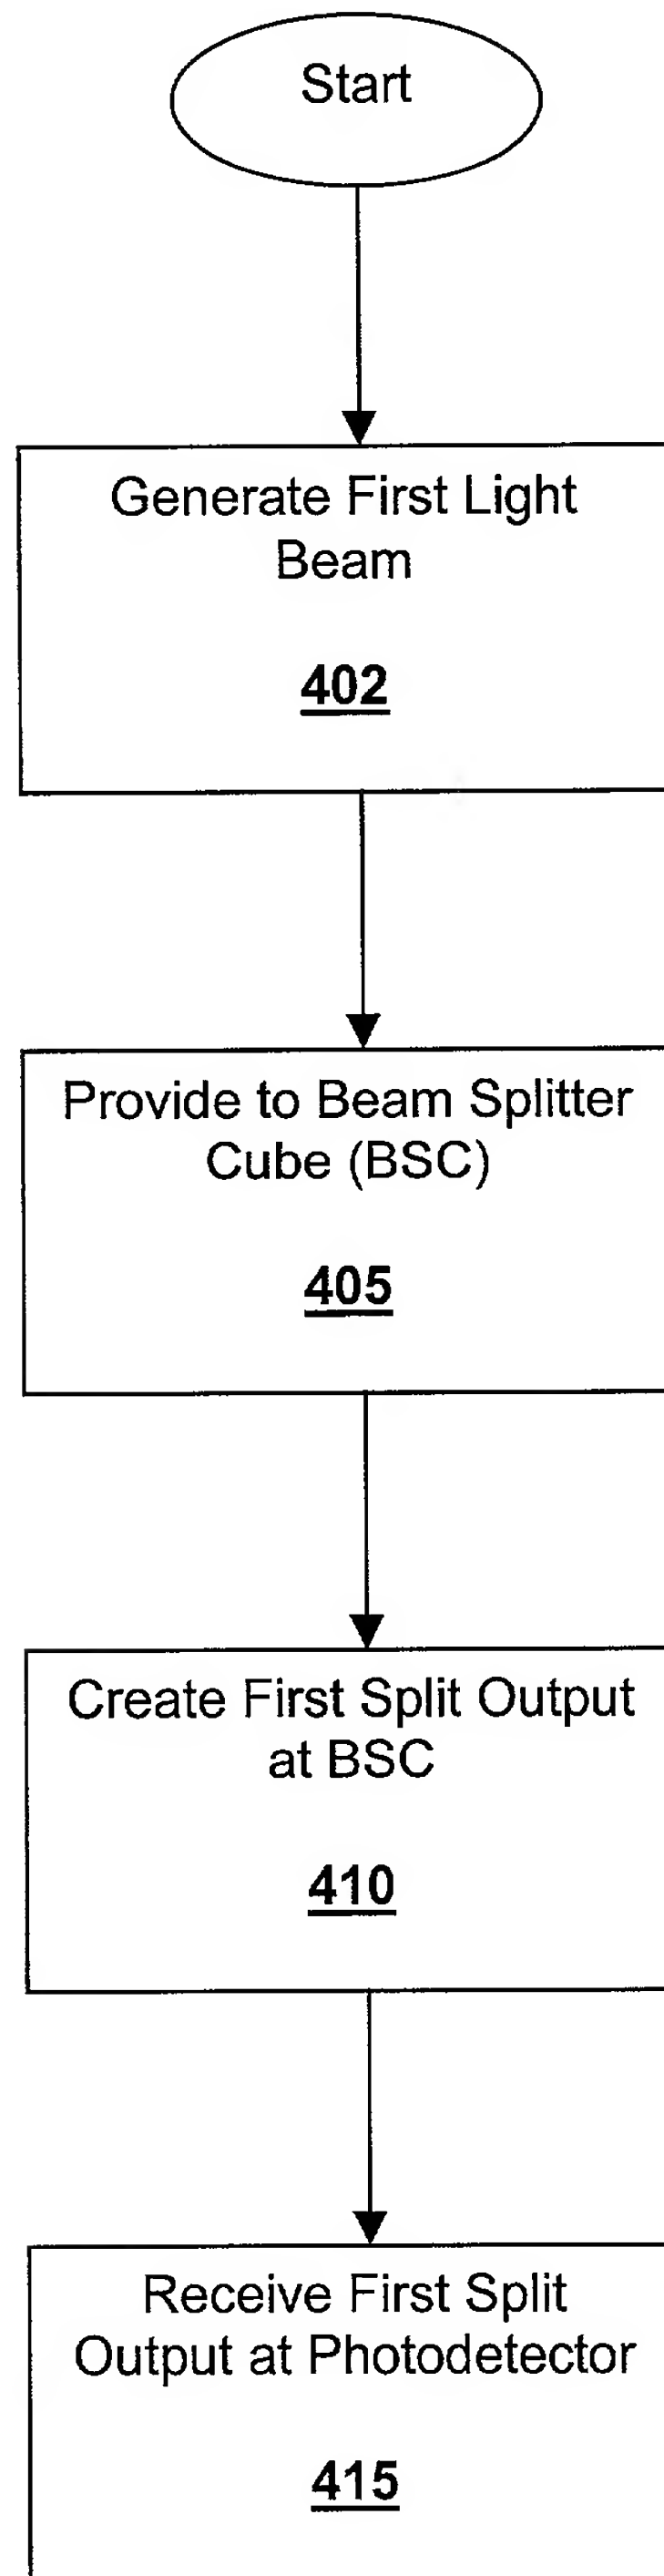 Start
Generate First Light
Beam
402
Provide to Beam Splitter
Cube (BSC)
405
Create First Split Output
at BSC
410
Receive First Split
Output at Photodetector
415